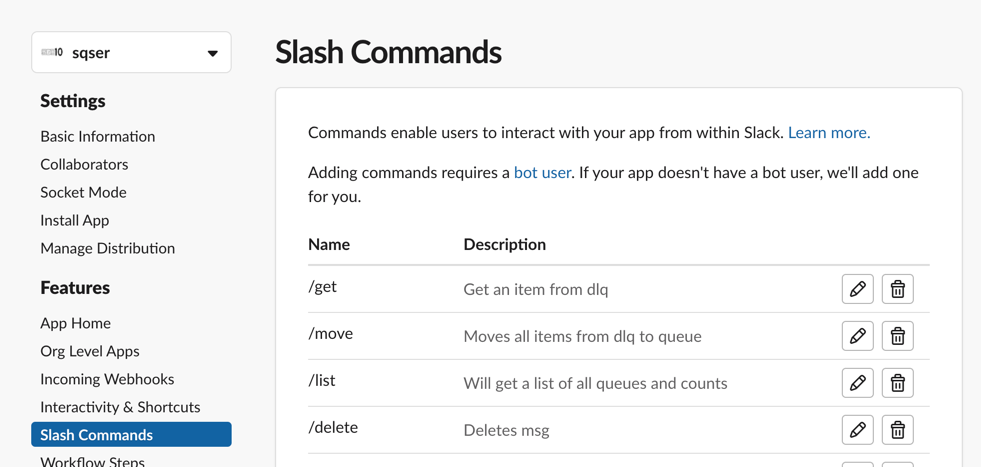 sqser
Slash Commands
Settings
Basic Information
Collaborators
Socket Mode
Install App
Manage Distribution
Features
App Home
Org Level Apps
Incoming Webhooks
Interactivity & Shortcuts
Slash Commands
Workflow Steps
Commands enable users to interact with your app from within Slack. Learn more.
Adding commands requires a bot user. If your app doesn't have a bot user, we'll add one
for you.
Name Description
/get Get an item from dlq
/move Moves all items from dlq to queue
/list Will get a list of all queues and counts
/delete Deletes msg